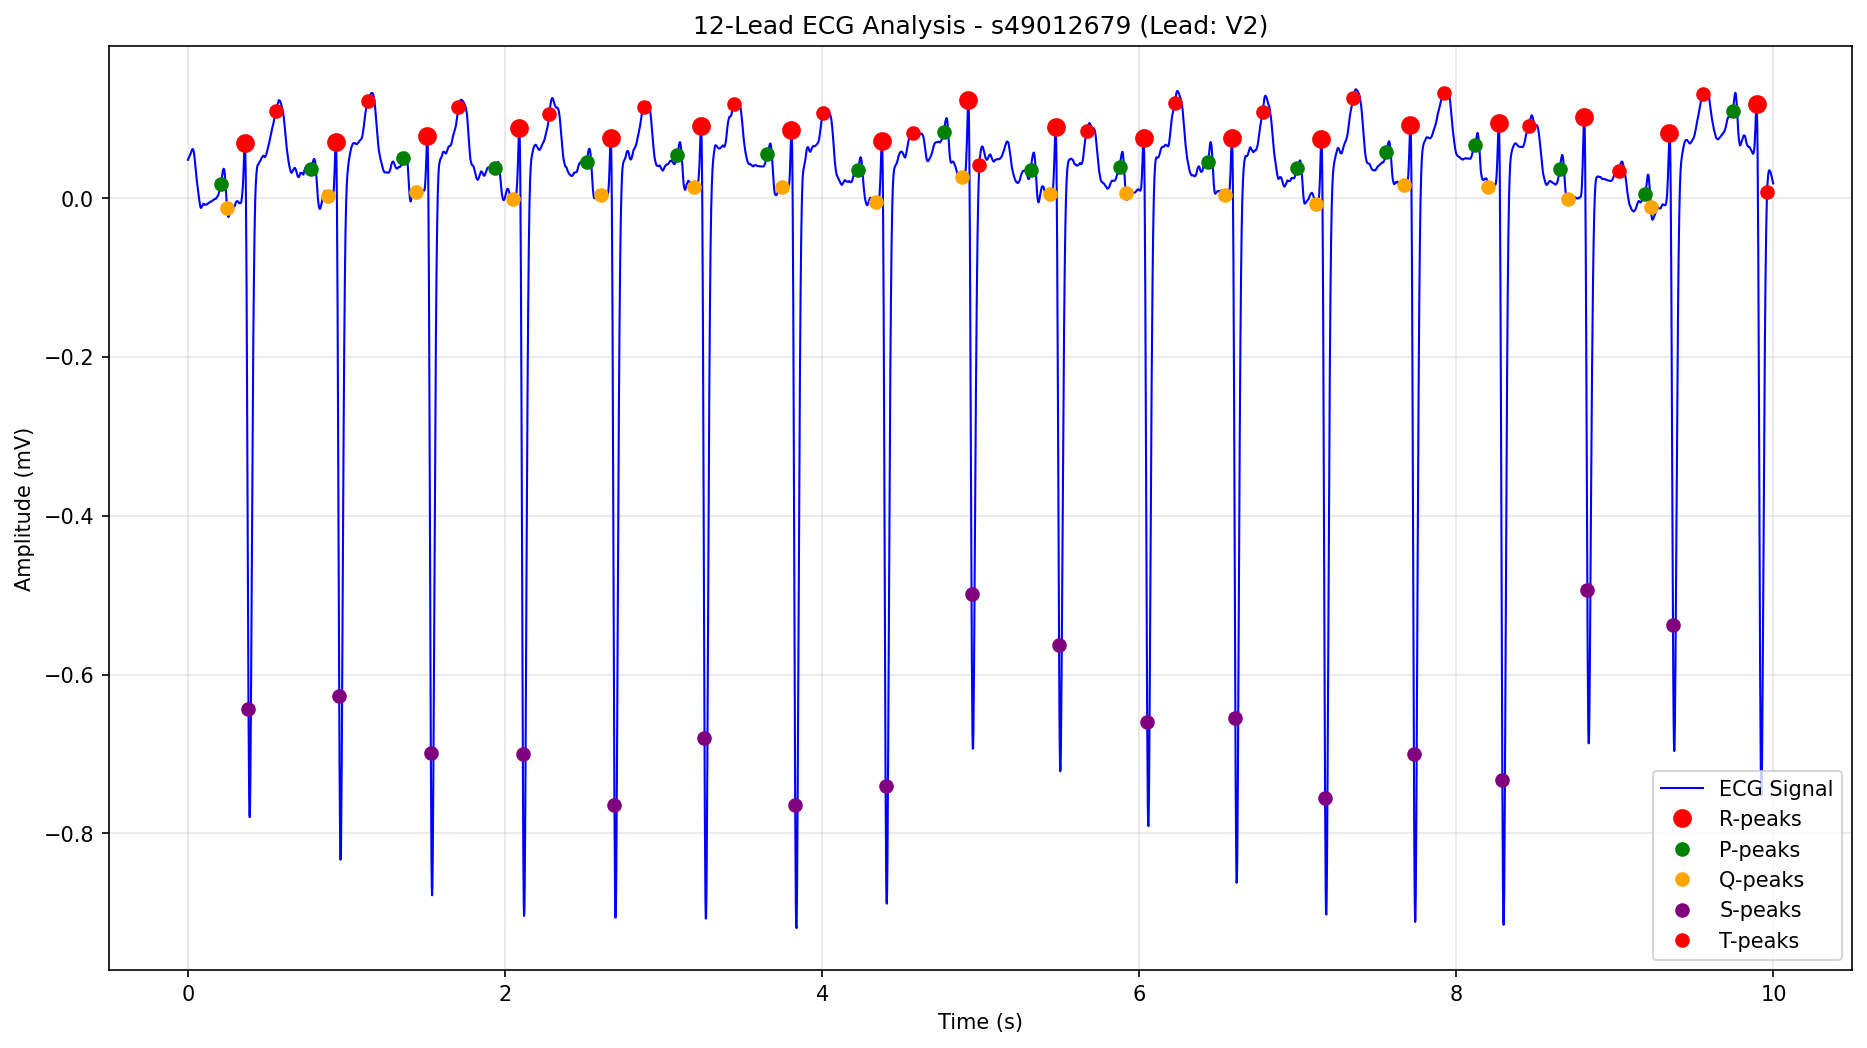 12-Lead ECG Analysis - s49012679 (Lead: V2)
Amplitude (mV)
0.0
−0.2
−0.4
−0.6
−0.8
0 2 4 6 8 10
Time (s)
ECG Signal
R-peaks
P-peaks
Q-peaks
S-peaks
T-peaks